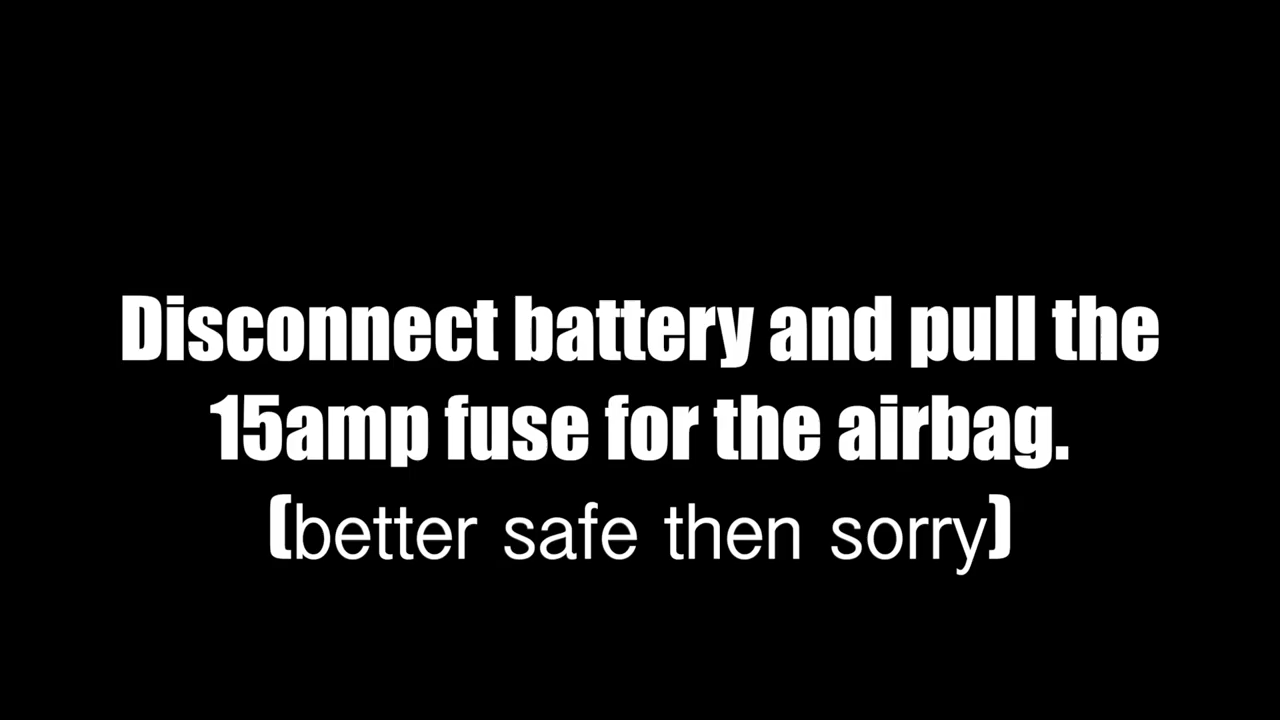 Disconnect battery and pull the
15amp fuse for the airbag.
(better safe then sorry)